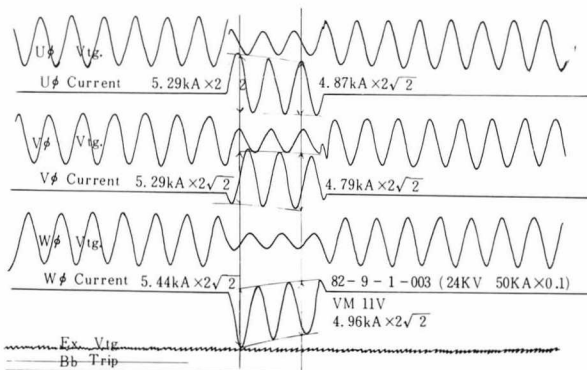 Uφ Vtg.
Uφ Current 5.29kA×2 2 4.87kA×2√2
Vφ Vtg.
Vφ Current 5.29kA×2√2 4.79kA×2√2
Wφ Vtg.
Wφ Current 5.44kA×2√2 82-9-1-003 (24KV 50KA×0.1)
VM 11V
4.96kA×2√2
Ex. Vtg
Bb Trip